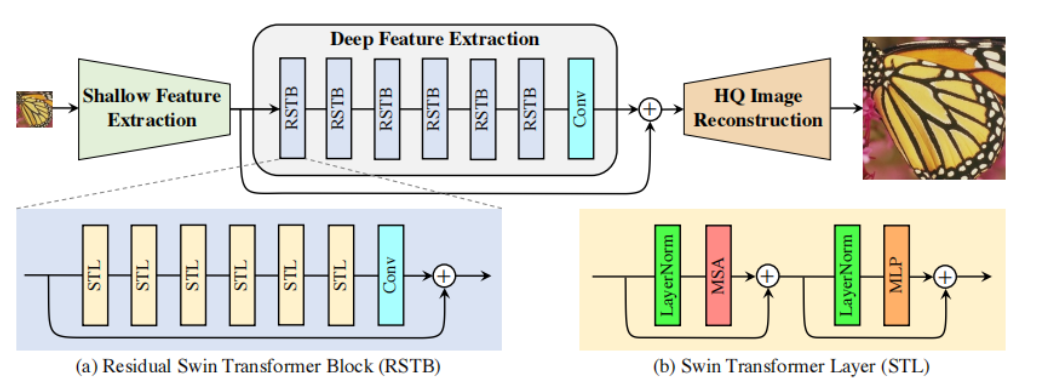 Deep Feature Extraction
Shallow Feature
Extraction
RSTB
RSTB
RSTB
RSTB
RSTB
RSTB
Conv
HQ Image
Reconstruction
STL
STL
STL
STL
STL
STL
Conv
(a) Residual Swin Transformer Block (RSTB)
LayerNorm
MSA
LayerNorm
MLP
(b) Swin Transformer Layer (STL)